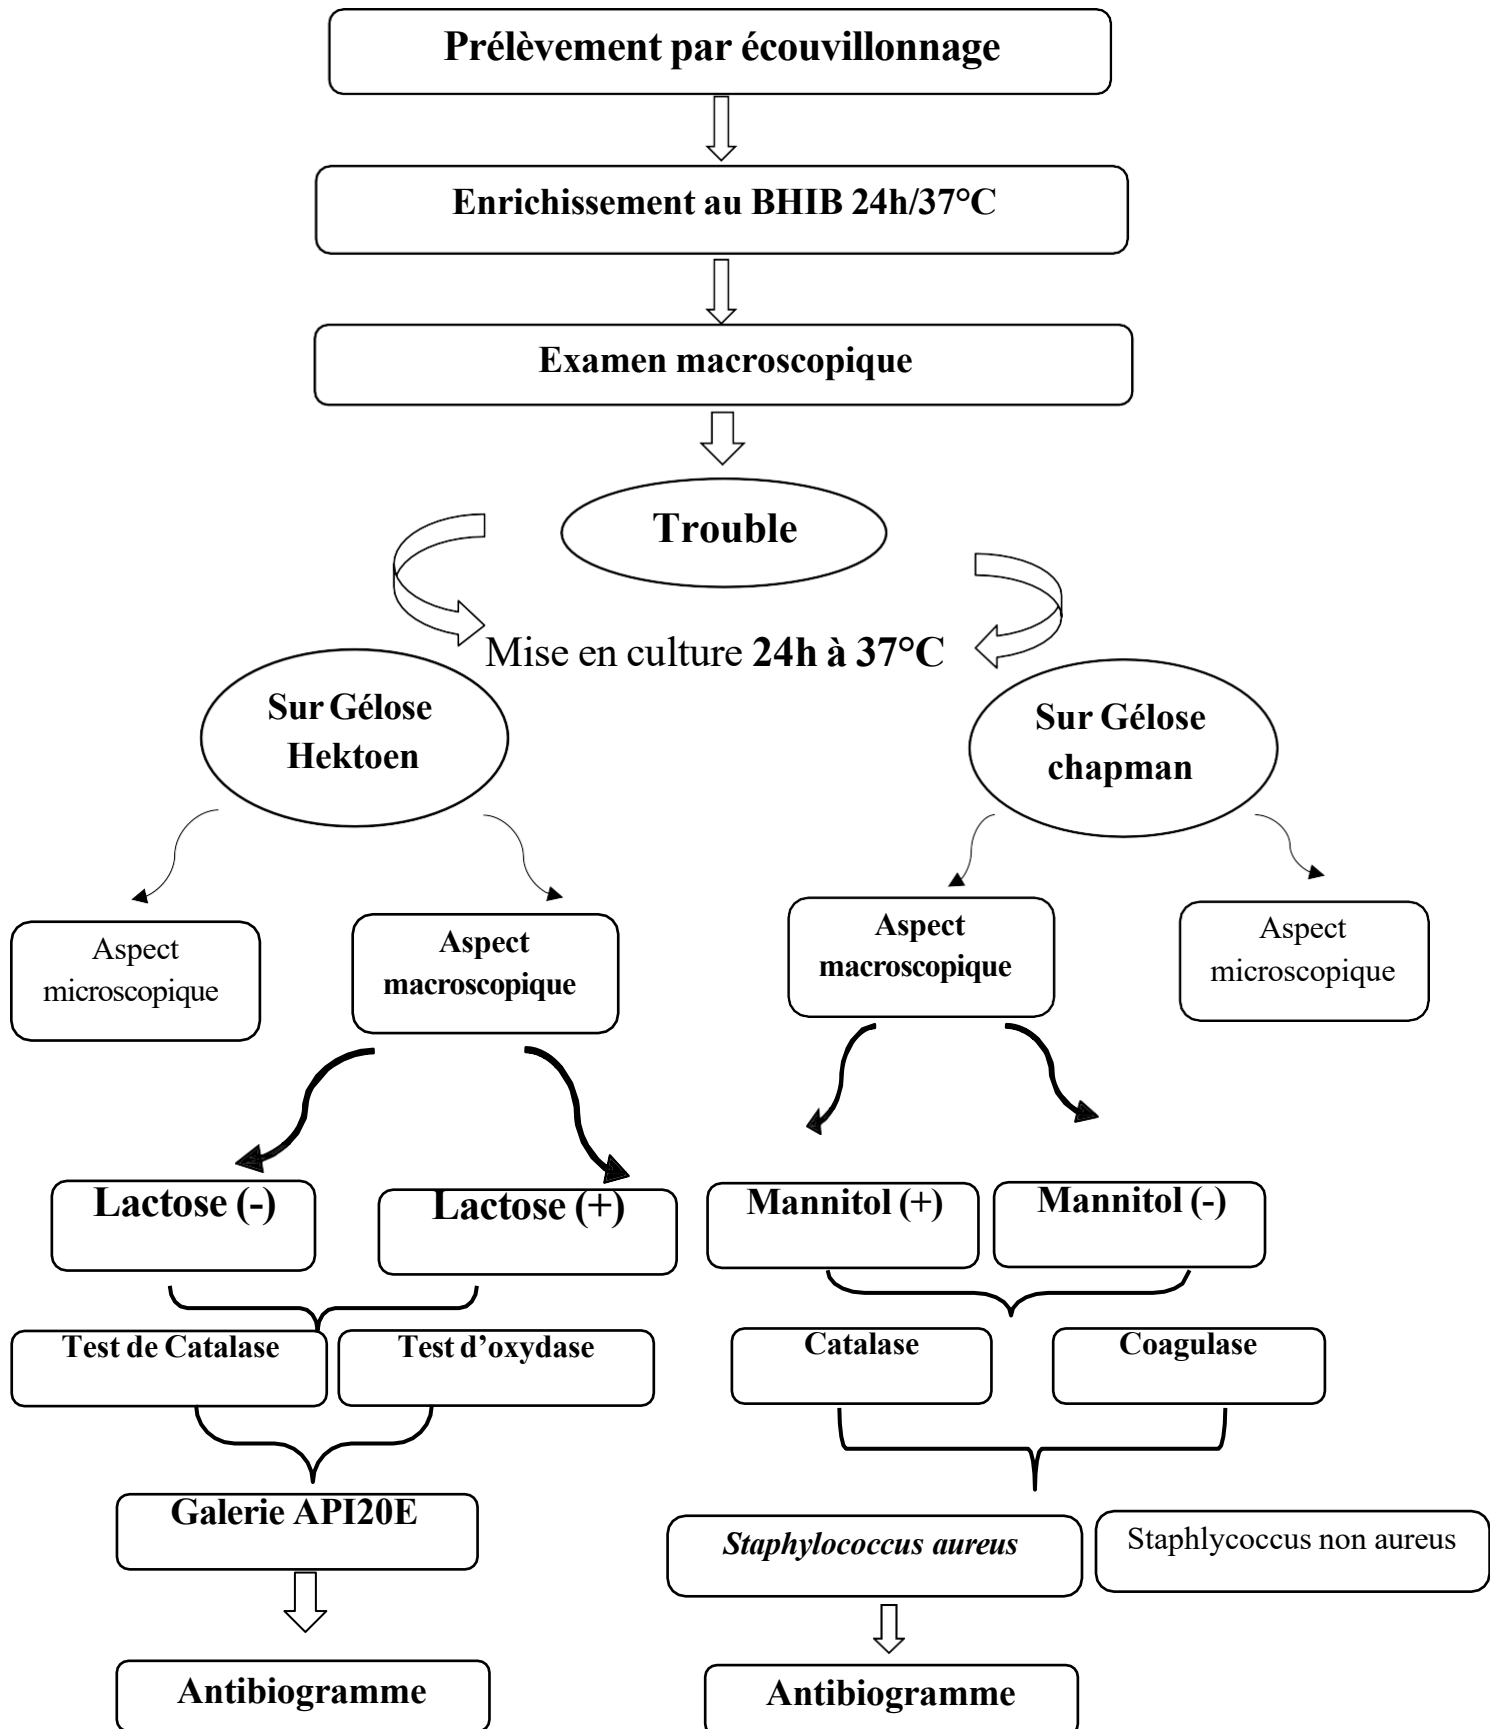 Prélèvement par écouvillonnage
Enrichissement au BHIB 24h/37°C
Examen macroscopique
Trouble
Mise en culture 24h à 37°C
Sur Gélose
Hektoen
Sur Gélose
chapman
Aspect
microscopique
Aspect
macroscopique
Aspect
macroscopique
Aspect
microscopique
Lactose (-)
Lactose (+)
Mannitol (+)
Mannitol (-)
Test de Catalase
Test d’oxydase
Catalase
Coagulase
Galerie API20E
Staphylococcus aureus
Staphlycoccus non aureus
Antibiogramme
Antibiogramme